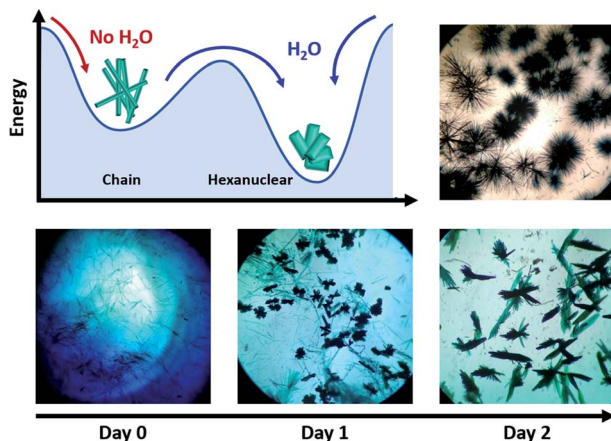 Energy
No H₂O
H₂O
Chain
Hexanuclear
Day 0
Day 1
Day 2